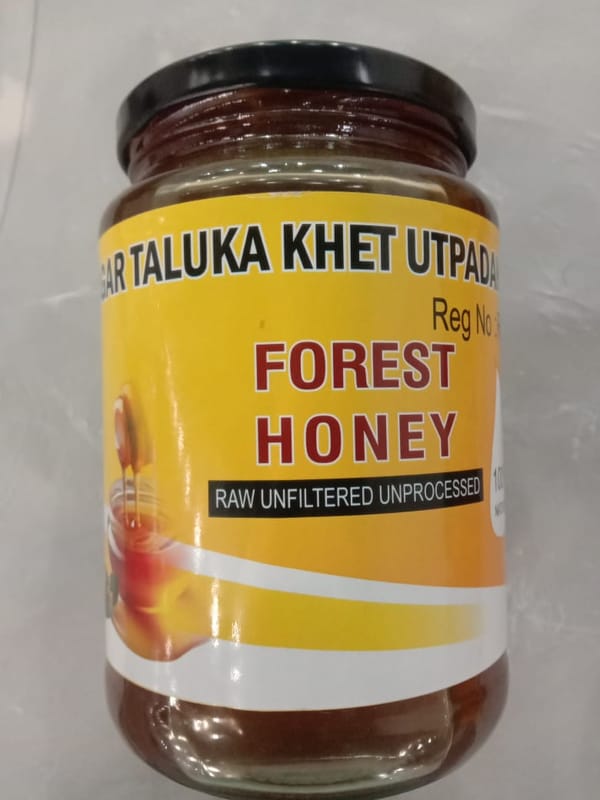 GAR TALUKA KHET UTPADA
Reg No :
FOREST
HONEY
RAW UNFILTERED UNPROCESSED